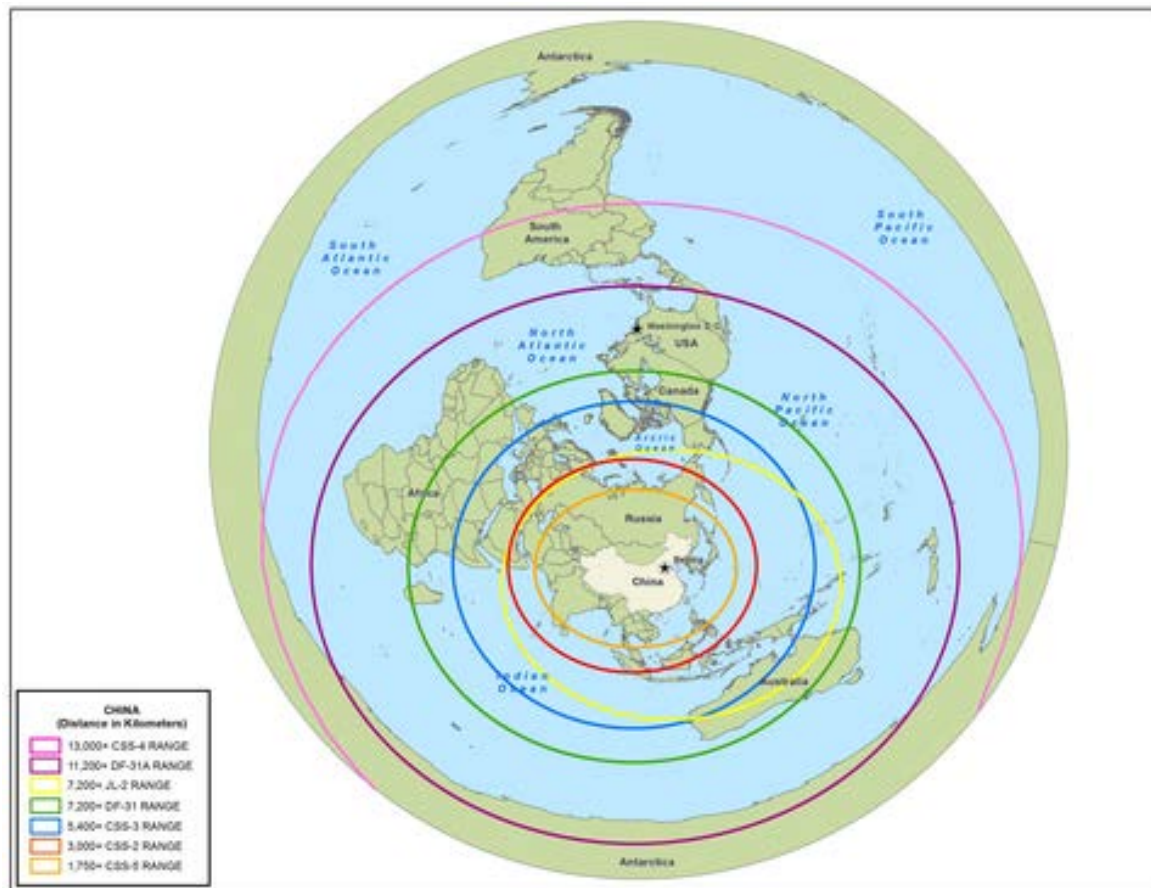 Antarctica
South
Pacific
Ocean
South
America
South
Atlantic
Ocean
Washington D.C.
USA
North
Atlantic
Ocean
Canada
North
Pacific
Ocean
Arctic
Ocean
Africa
Russia
Beijing
China
Indian
Ocean
Australia
Antarctica
CHINA
(Distance in Kilometers)
13,000+ CSS-4 RANGE
11,200+ DF-31A RANGE
7,200+ JL-2 RANGE
7,200+ DF-31 RANGE
5,400+ CSS-3 RANGE
3,000+ CSS-2 RANGE
1,750+ CSS-5 RANGE